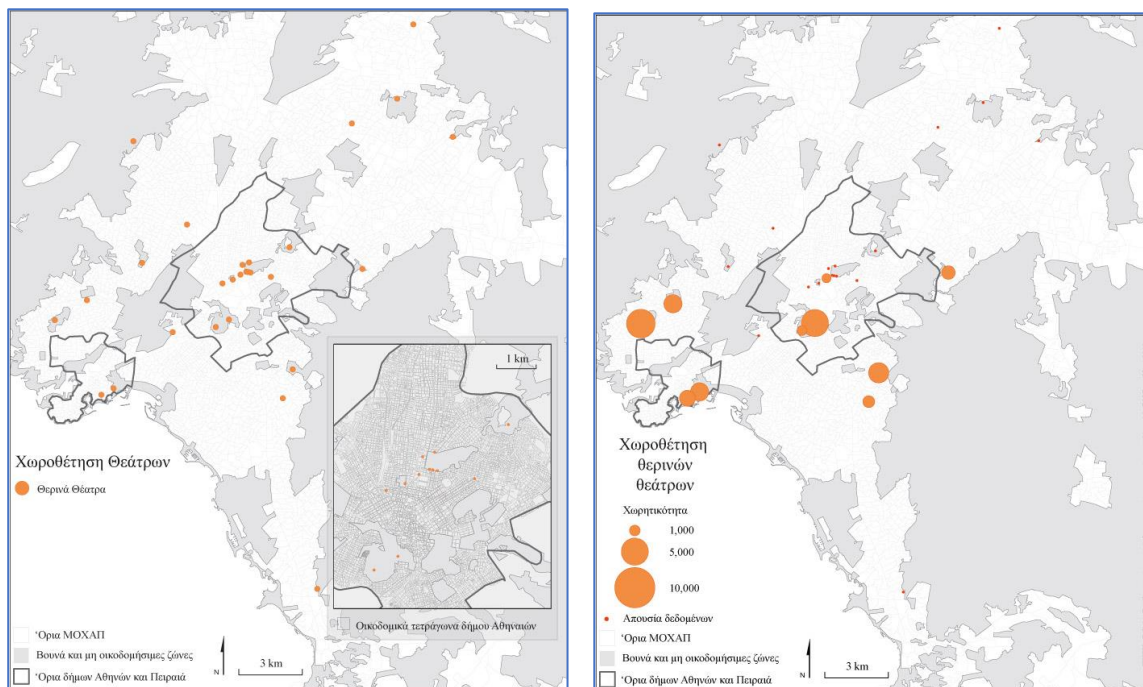 1 km
Χωροθέτηση Θεάτρων
Θερινά Θέατρα
Οικοδομικά τετράγωνα δήμου Αθηναιών
Όρια ΜΟΧΑΠ
Βουνά και μη οικοδομήσιμες ζώνες
Όρια δήμων Αθηνών και Πειραιά
N
3 km
Χωροθέτηση
θερινών
θεάτρων
Χωρητικότητα
1,000
5,000
10,000
Απουσία δεδομένων
Όρια ΜΟΧΑΠ
Βουνά και μη οικοδομήσιμες ζώνες
Όρια δήμων Αθηνών και Πειραιά
N
3 km